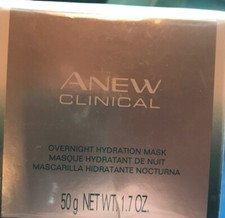 ANEW
CLINICAL
OVERNIGHT HYDRATION MASK
MASQUE HYDRATANT DE NUIT
MASCARILLA HIDRATANTE NOCTURNA
50 g NET WT. 1.7 OZ.